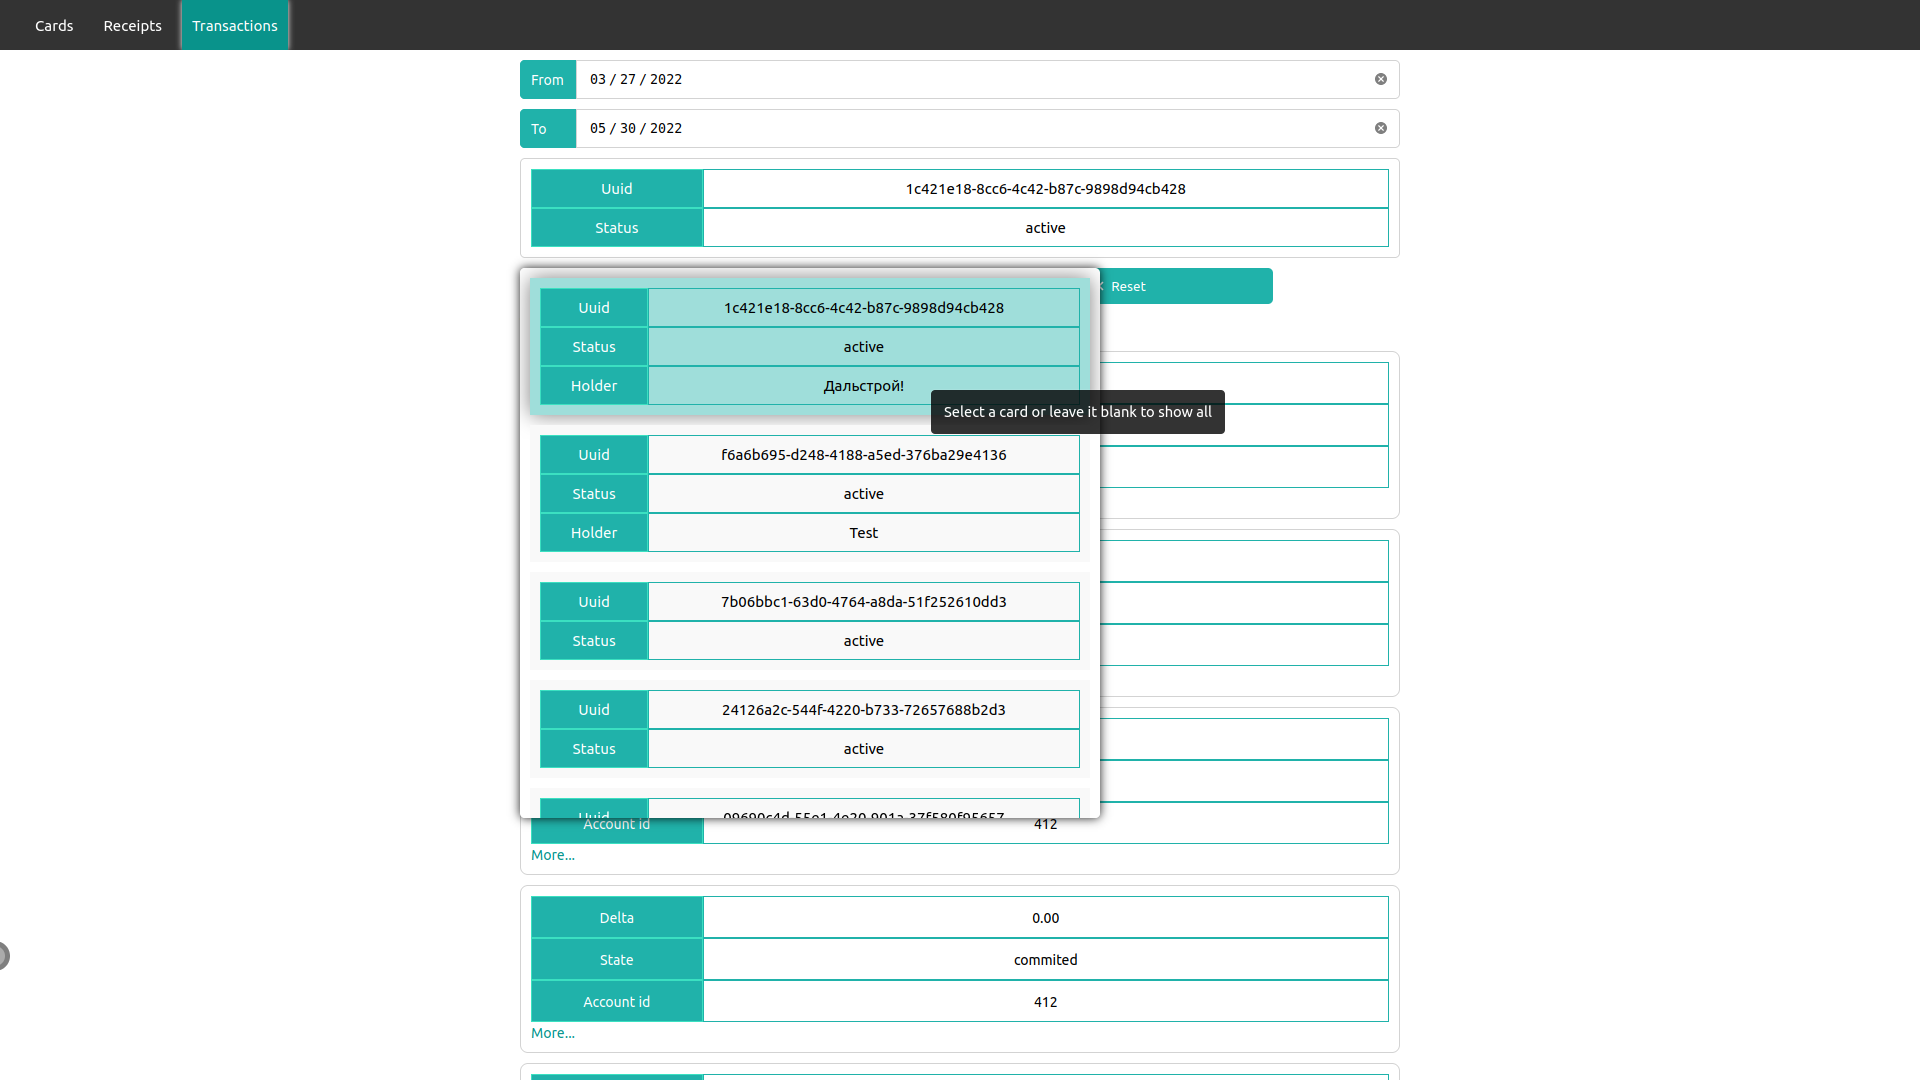 Cards Receipts Transactions
From 03 / 27 / 2022
To 05 / 30 / 2022
Uuid 1c421e18-8cc6-4c42-b87c-9898d94cb428
Status active
Reset
Uuid 1c421e18-8cc6-4c42-b87c-9898d94cb428
Status active
Holder Дальстрой!
Select a card or leave it blank to show all
Uuid f6a6b695-d248-4188-a5ed-376ba29e4136
Status active
Holder Test
Uuid 7b06bbc1-63d0-4764-a8da-51f252610dd3
Status active
Uuid 24126a2c-544f-4220-b733-72657688b2d3
Status active
Uuid
Account id 412
More...
Delta 0.00
State commited
Account id 412
More...